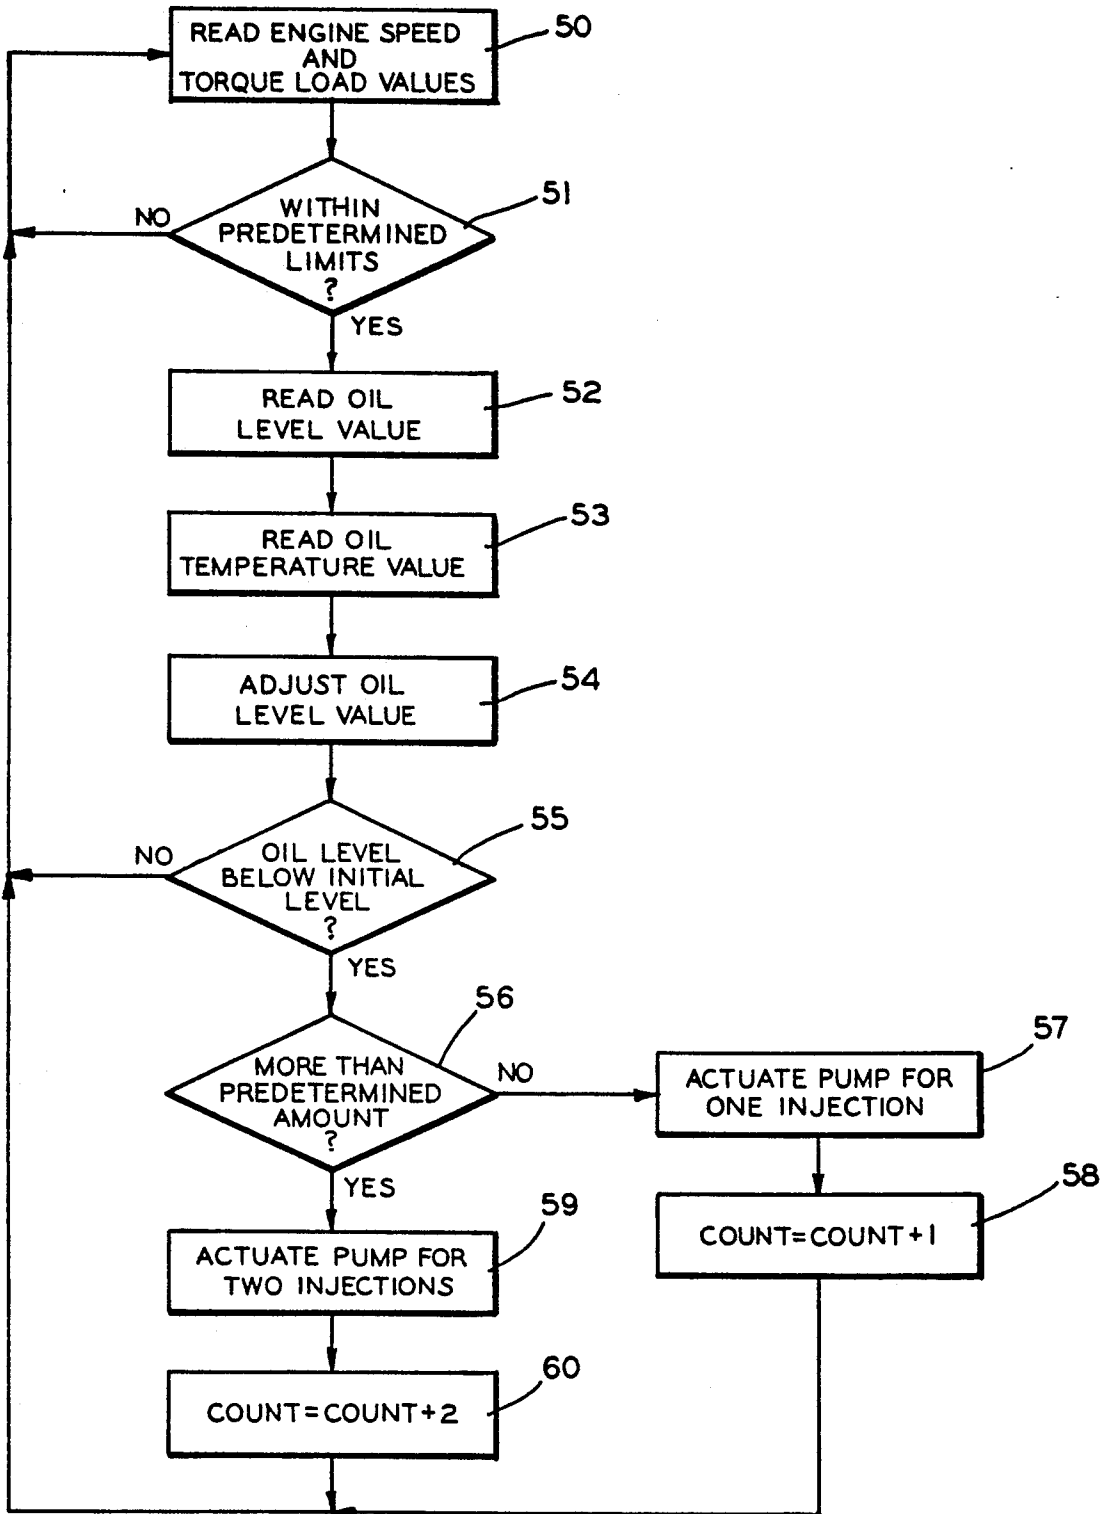 READ ENGINE SPEED
AND
TORQUE LOAD VALUES
50
WITHIN
PREDETERMINED
LIMITS
?
51
NO
YES
READ OIL
LEVEL VALUE
52
READ OIL
TEMPERATURE VALUE
53
ADJUST OIL
LEVEL VALUE
54
OIL LEVEL
BELOW INITIAL
LEVEL
?
55
NO
YES
MORE THAN
PREDETERMINED
AMOUNT
?
56
NO
YES
ACTUATE PUMP FOR
ONE INJECTION
57
COUNT=COUNT+1
58
ACTUATE PUMP FOR
TWO INJECTIONS
59
COUNT=COUNT+2
60